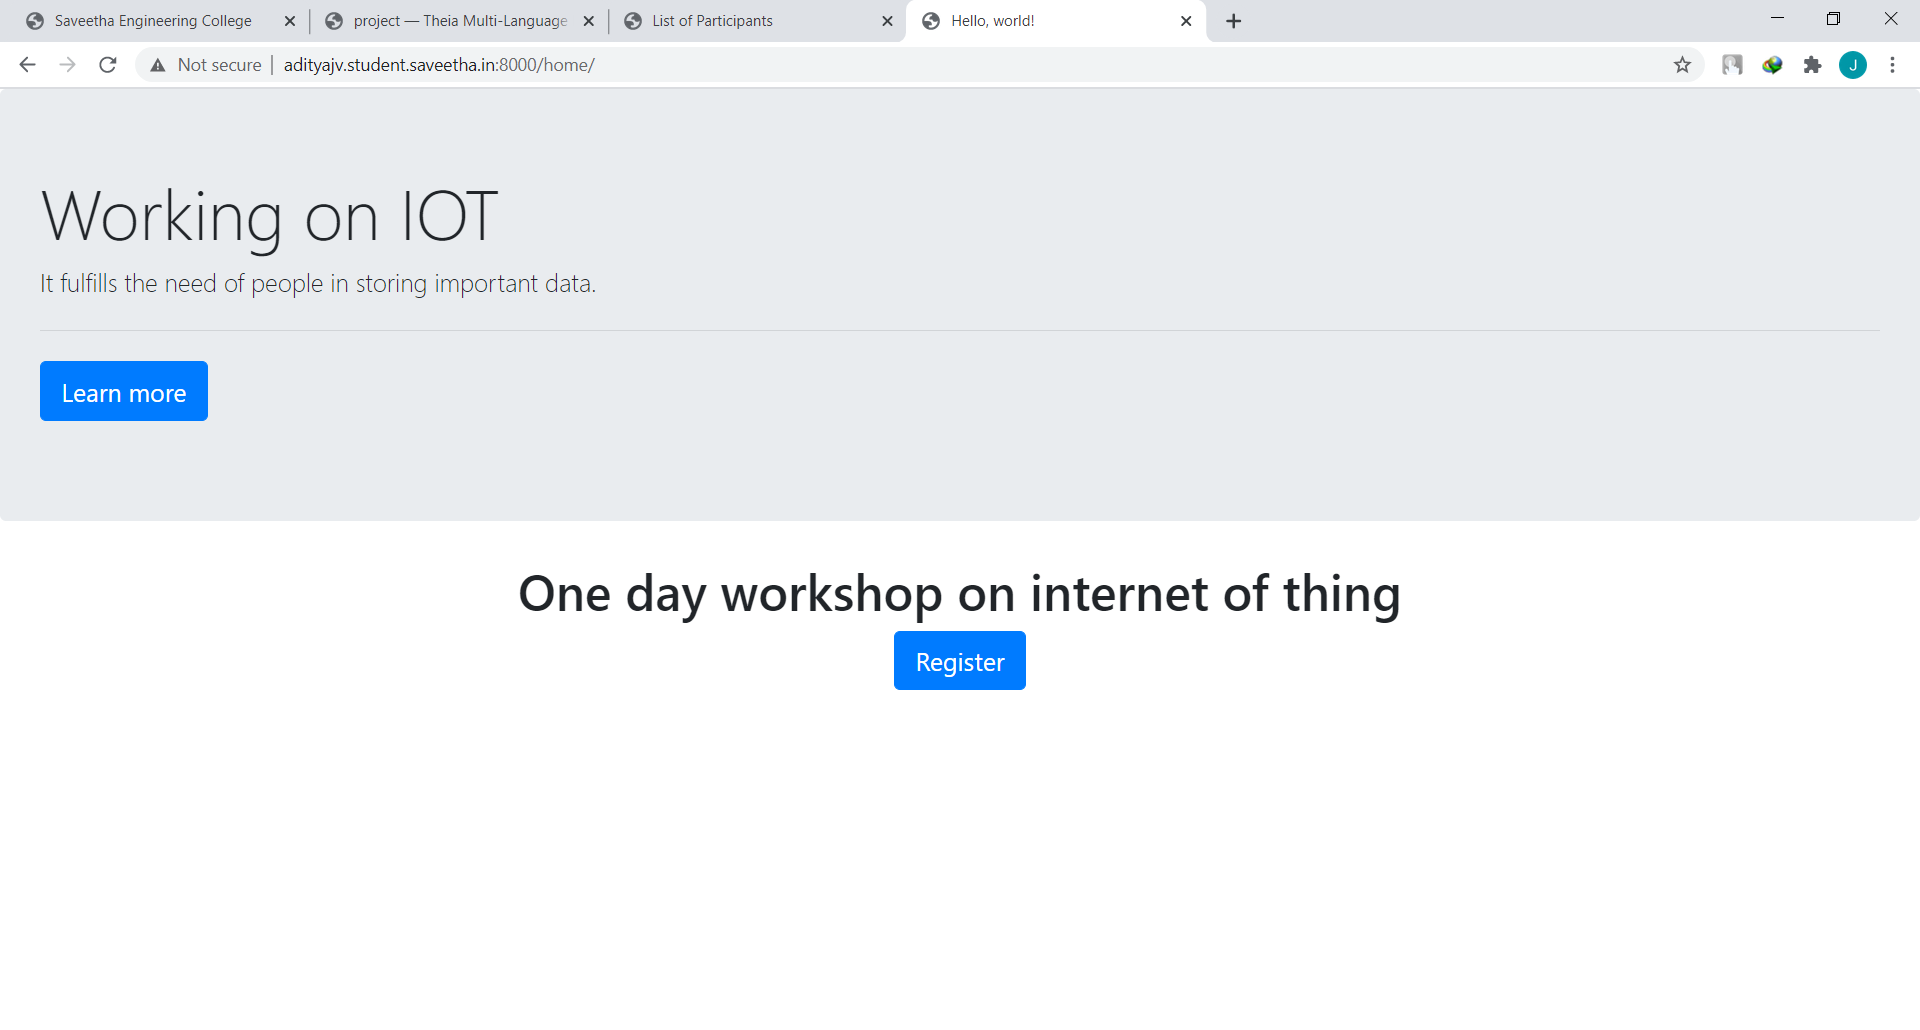 Saveetha Engineering College
project — Theia Multi-Language
List of Participants
Hello, world!
Not secure
adityajv.student.saveetha.in:8000/home/
J
Working on IOT
It fulfills the need of people in storing important data.
Learn more
One day workshop on internet of thing
Register